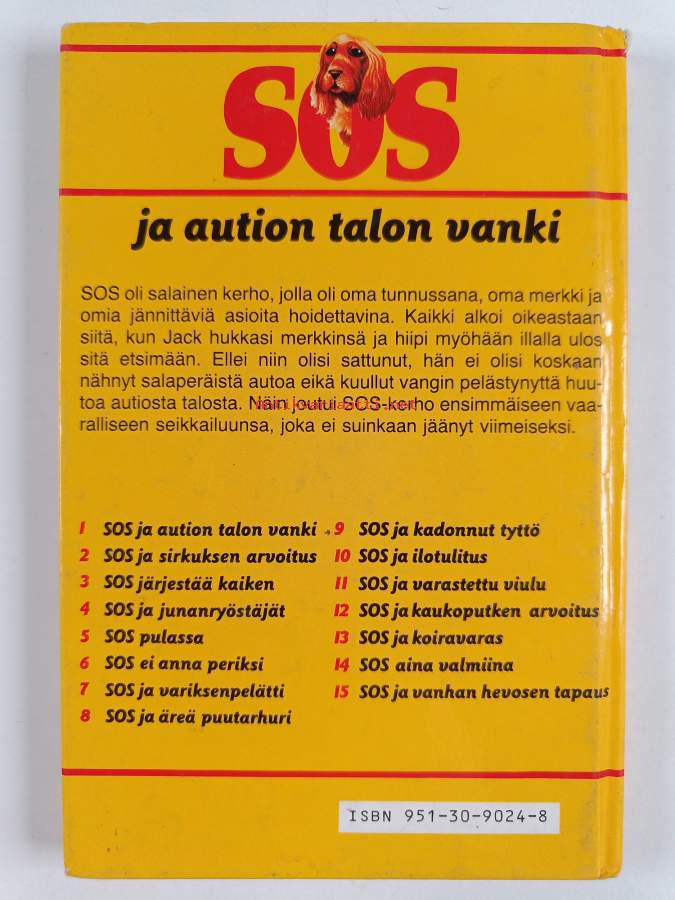 SOS
ja aution talon vanki
SOS oli salainen kerho, jolla oli oma tunnussana, oma merkki ja
omia jännittäviä asioita hoidettavina. Kaikki alkoi oikeastaan
siitä, kun Jack hukkasi merkkinsä ja hiipi myöhään illalla ulos
sitä etsimään. Ellei niin olisi sattunut, hän ei olisi koskaan
nähnyt salaperäistä autoa eikä kuullut vangin pelästynyttä huu-
toa autiosta talosta. Näin joutui SOS-kerho ensimmäiseen vaa-
antikvariaatti.net
ralliseen seikkailuunsa, joka ei suinkaan jäänyt viimeiseksi.
1 SOS ja aution talon vanki
2 SOS ja sirkuksen arvoitus
3 SOS järjestää kaiken
4 SOS ja junanryöstäjät
5 SOS pulassa
6 SOS ei anna periksi
7 SOS ja variksenpelätti
8 SOS ja äreä puutarhuri
9 SOS ja kadonnut tyttö
10 SOS ja ilotulitus
11 SOS ja varastettu viulu
12 SOS ja kaukoputken arvoitus
13 SOS ja koiravaras
14 SOS aina valmiina
15 SOS ja vanhan hevosen tapaus
ISBN 951-30-9024-8